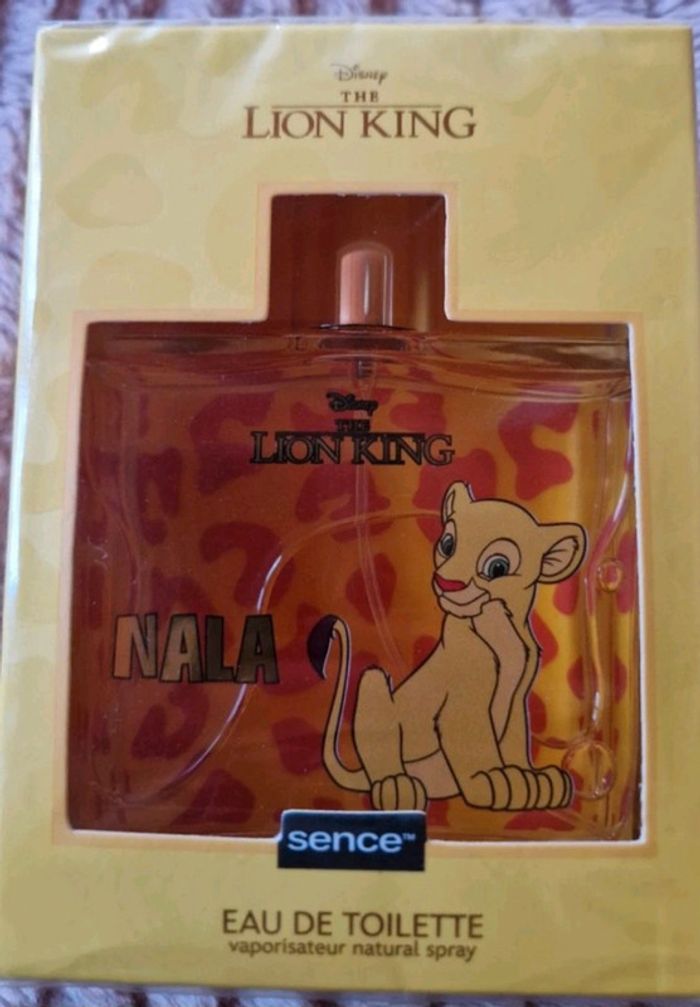 Disney
THE
LION KING
Disney
THE
LION KING
NALA
sence™
EAU DE TOILETTE
vaporisateur natural spray